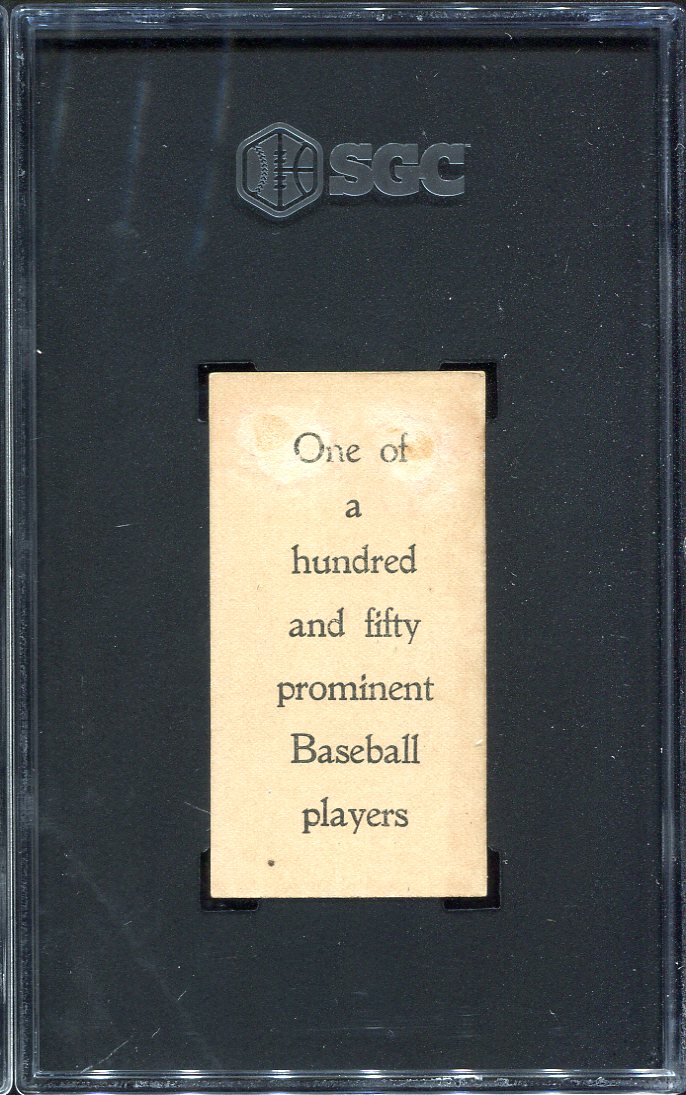 SGC
One of
a
hundred
and fifty
prominent
Baseball
players